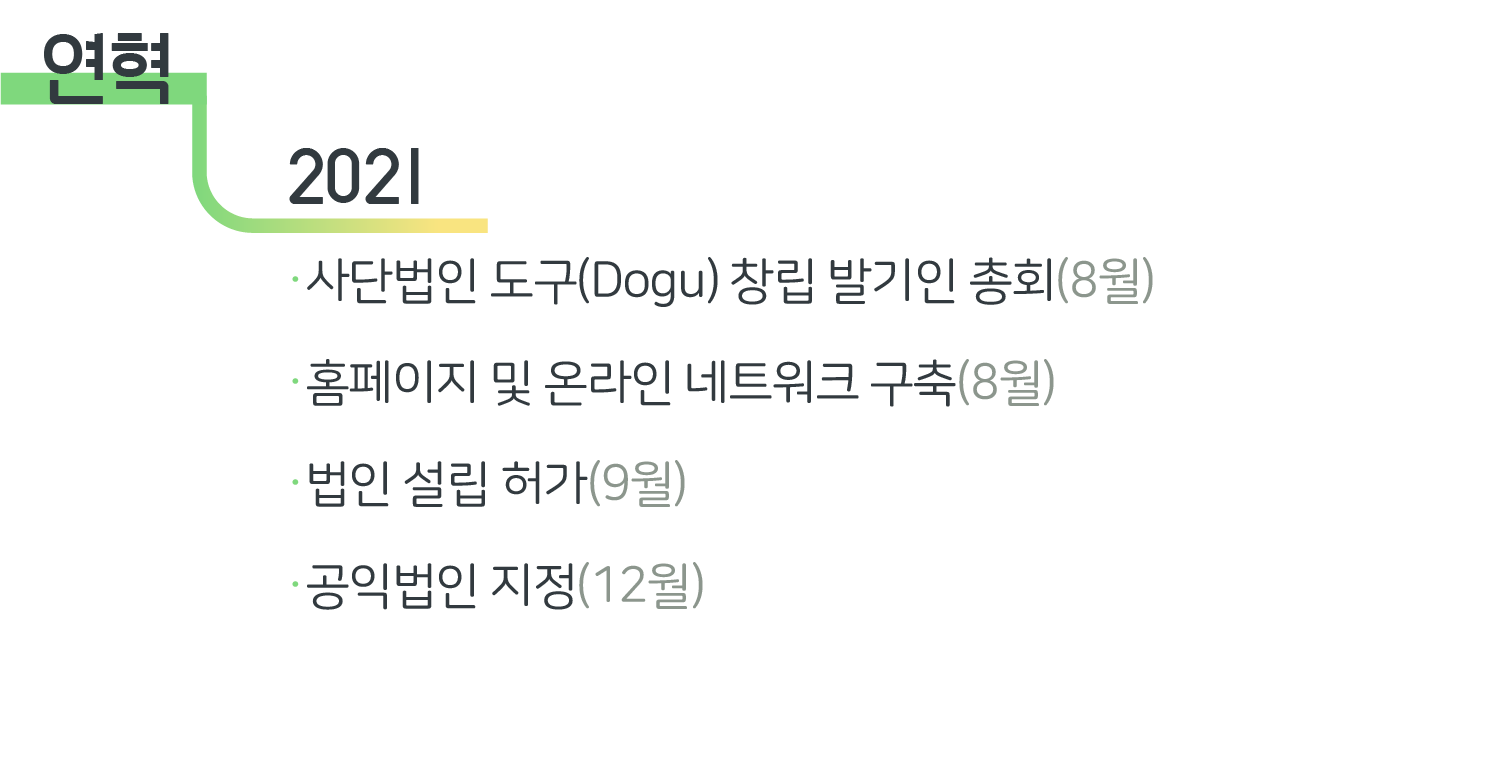 연혁
2021
·사단법인 도구(Dogu) 창립 발기인 총회(8월)
·홈페이지 및 온라인 네트워크 구축(8월)
·법인 설립 허가(9월)
·공익법인 지정(12월)